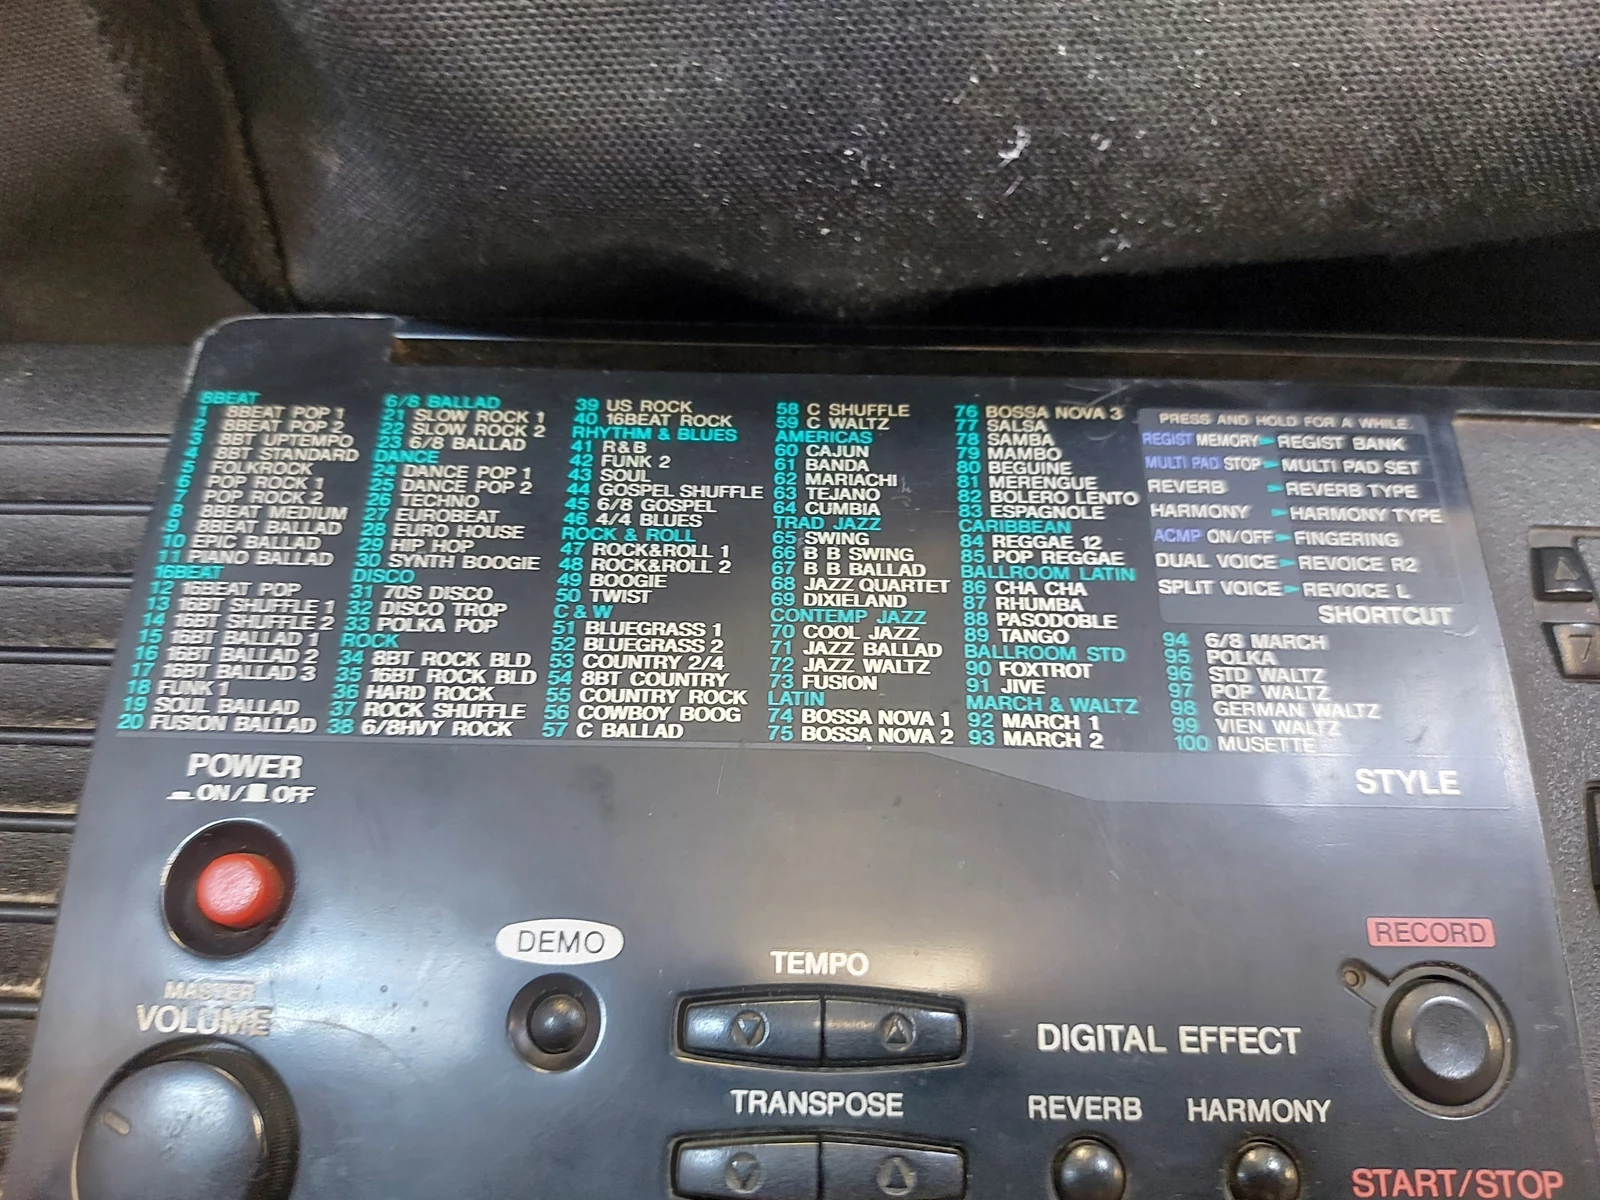 8BEAT
1 8BEAT POP 1
2 8BEAT POP 2
3 8BT UPTEMPO
4 8BT STANDARD
5 FOLKROCK
6 POP ROCK 1
7 POP ROCK 2
8 8BEAT MEDIUM
9 8BEAT BALLAD
10 EPIC BALLAD
11 PIANO BALLAD
16BEAT
12 16BEAT POP
13 16BT SHUFFLE 1
14 16BT SHUFFLE 2
15 16BT BALLAD 1
16 16BT BALLAD 2
17 16BT BALLAD 3
18 FUNK 1
19 SOUL BALLAD
20 FUSION BALLAD
6/8 BALLAD
21 SLOW ROCK 1
22 SLOW ROCK 2
23 6/8 BALLAD
DANCE
24 DANCE POP 1
25 DANCE POP 2
26 TECHNO
27 EUROBEAT
28 EURO HOUSE
29 HIP HOP
30 SYNTH BOOGIE
DISCO
31 70S DISCO
32 DISCO TROP
33 POLKA POP
ROCK
34 8BT ROCK BLD
35 16BT ROCK BLD
36 HARD ROCK
37 ROCK SHUFFLE
38 6/8HVY ROCK
39 US ROCK
40 16BEAT ROCK
RHYTHM & BLUES
41 R&B
42 FUNK 2
43 SOUL
44 GOSPEL SHUFFLE
45 6/8 GOSPEL
46 4/4 BLUES
ROCK & ROLL
47 ROCK&ROLL 1
48 ROCK&ROLL 2
49 BOOGIE
50 TWIST
C & W
51 BLUEGRASS 1
52 BLUEGRASS 2
53 COUNTRY 2/4
54 8BT COUNTRY
55 COUNTRY ROCK
56 COWBOY BOOG
57 C BALLAD
58 C SHUFFLE
59 C WALTZ
AMERICAS
60 CAJUN
61 BANDA
62 MARIACHI
63 TEJANO
64 CUMBIA
TRAD JAZZ
65 SWING
66 B B SWING
67 B B BALLAD
68 JAZZ QUARTET
69 DIXIELAND
CONTEMP JAZZ
70 COOL JAZZ
71 JAZZ BALLAD
72 JAZZ WALTZ
73 FUSION
LATIN
74 BOSSA NOVA 1
75 BOSSA NOVA 2
76 BOSSA NOVA 3
77 SALSA
78 SAMBA
79 MAMBO
80 BEGUINE
81 MERENGUE
82 BOLERO LENTO
83 ESPAGNOLE
CARIBBEAN
84 REGGAE 12
85 POP REGGAE
BALLROOM LATIN
86 CHA CHA
87 RHUMBA
88 PASODOBLE
89 TANGO
BALLROOM STD
90 FOXTROT
91 JIVE
MARCH & WALTZ
92 MARCH 1
93 MARCH 2
PRESS AND HOLD FOR A WHILE.
REGIST MEMORY REGIST BANK
MULTI PAD STOP MULTI PAD SET
REVERB REVERB TYPE
HARMONY HARMONY TYPE
ACMP ON/OFF FINGERING
DUAL VOICE REVOICE R2
SPLIT VOICE REVOICE L
SHORTCUT
94 6/8 MARCH
95 POLKA
96 STD WALTZ
97 POP WALTZ
98 GERMAN WALTZ
99 VIEN WALTZ
100 MUSETTE
STYLE
POWER
ON/ OFF
DEMO
RECORD
TEMPO
MASTER
VOLUME
DIGITAL EFFECT
TRANSPOSE
REVERB HARMONY
START/STOP